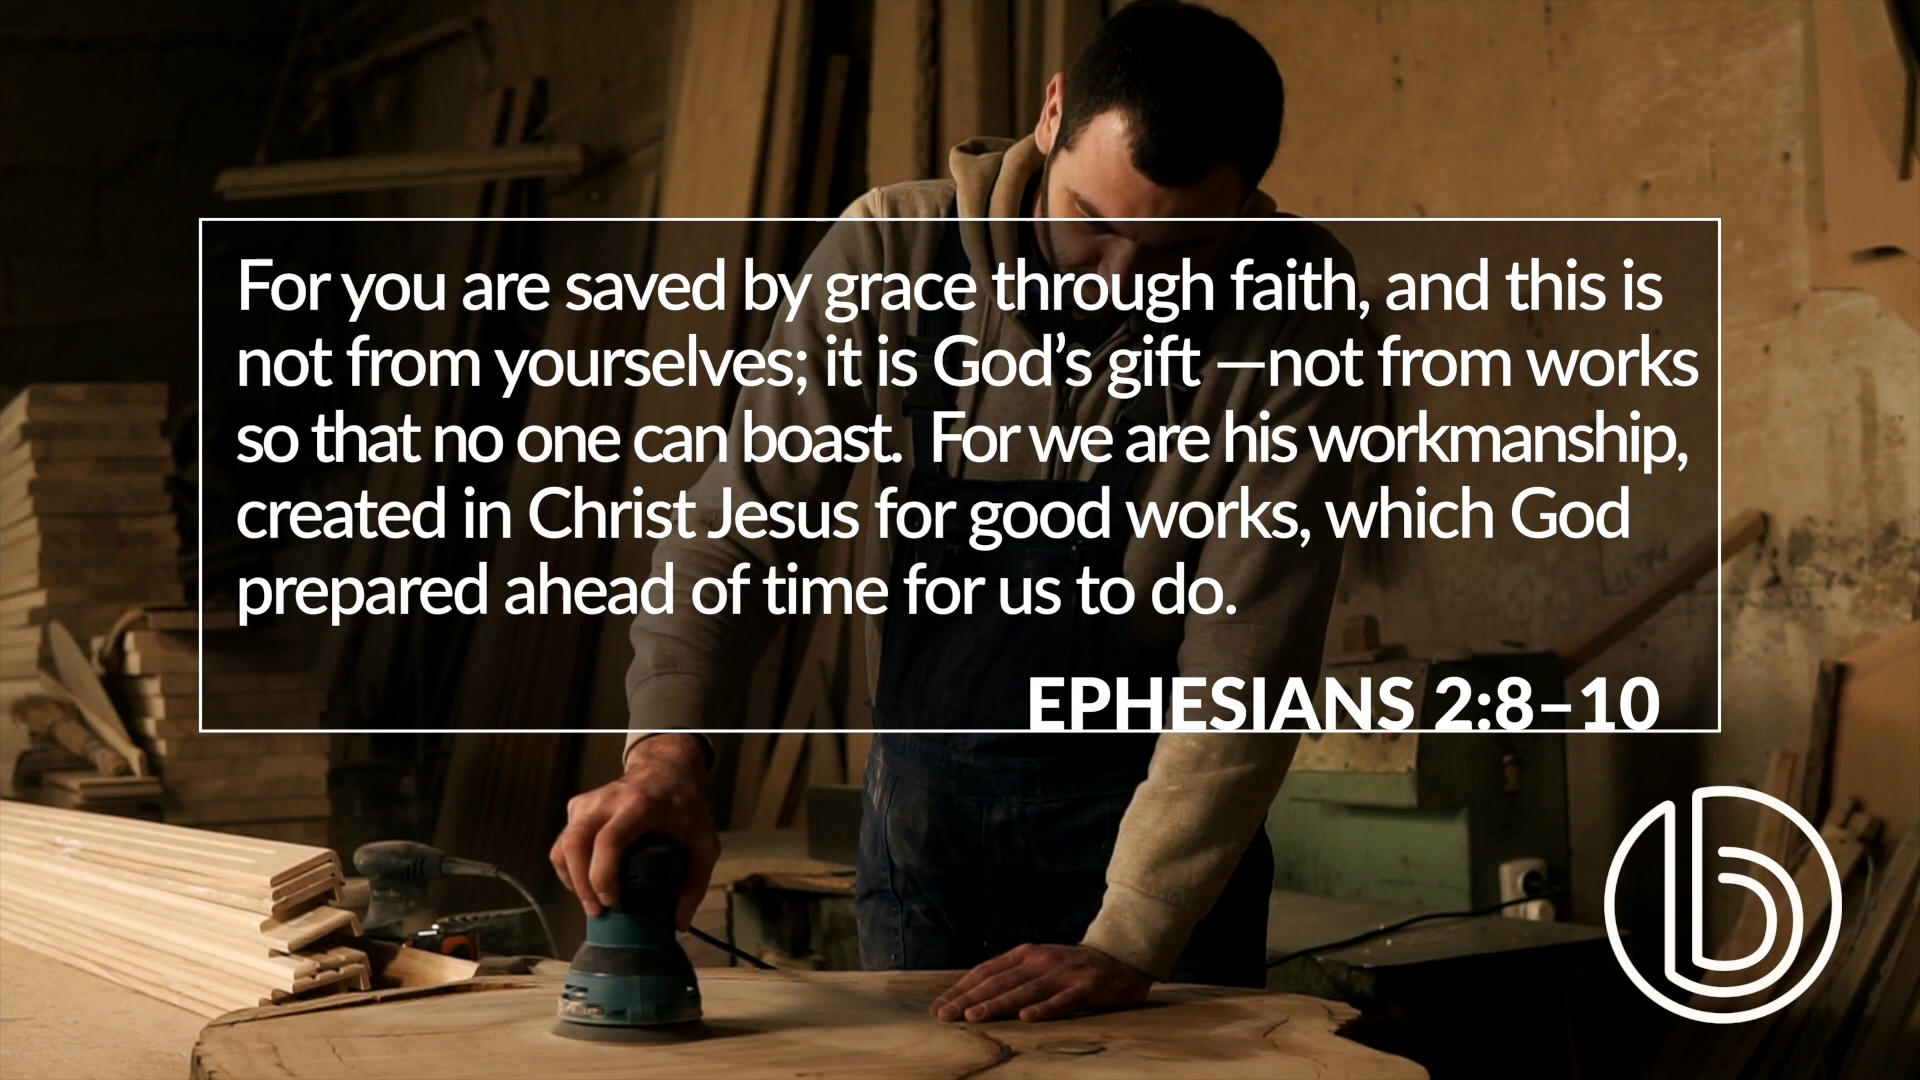 For you are saved by grace through faith, and this is
not from yourselves; it is God’s gift —not from works
so that no one can boast.  For we are his workmanship,
created in Christ Jesus for good works, which God
prepared ahead of time for us to do.
EPHESIANS 2:8–10